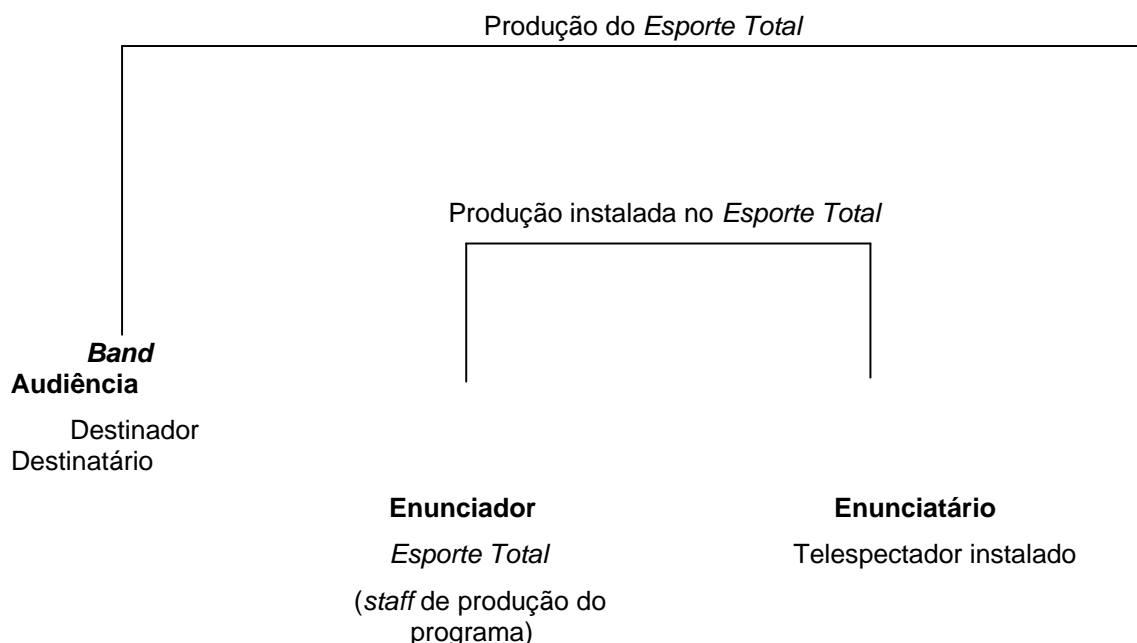 Produção do Esporte Total
Produção instalada no Esporte Total
Band
Audiência
Destinador
Destinatário
Enunciador Enunciatário
Esporte Total Telespectador instalado
(staff de produção do
programa)